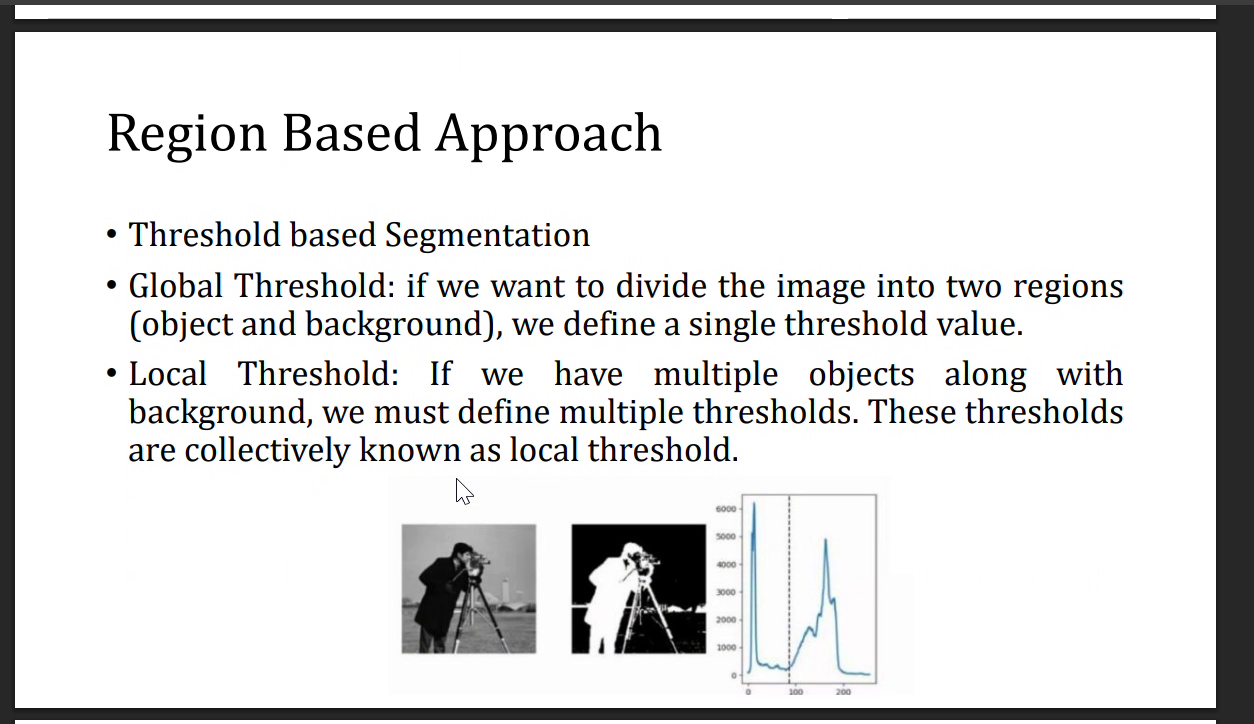 Region Based Approach
• Threshold based Segmentation
• Global Threshold: if we want to divide the image into two regions
(object and background), we define a single threshold value.
• Local Threshold: If we have multiple objects along with
background, we must define multiple thresholds. These thresholds
are collectively known as local threshold.
6000
5000
4000
3000
2000
1000
0
0 100 200